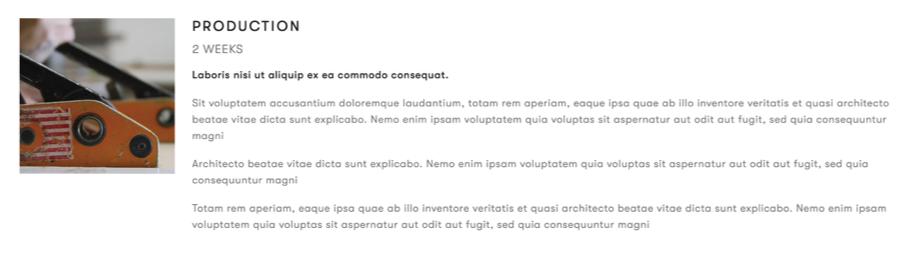 PRODUCTION
2 WEEKS
Laboris nisi ut aliquip ex ea commodo consequat.
Sit voluptatem accusantium doloremque laudantium, totam rem aperiam, eaque ipsa quae ab illo inventore veritatis et quasi architecto
beatae vitae dicta sunt explicabo. Nemo enim ipsam voluptatem quia voluptas sit aspernatur aut odit aut fugit, sed quia consequuntur
magni
Architecto beatae vitae dicta sunt explicabo. Nemo enim ipsam voluptatem quia voluptas sit aspernatur aut odit aut fugit, sed quia
consequuntur magni
Totam rem aperiam, eaque ipsa quae ab illo inventore veritatis et quasi architecto beatae vitae dicta sunt explicabo. Nemo enim ipsam
voluptatem quia voluptas sit aspernatur aut odit aut fugit, sed quia consequuntur magni